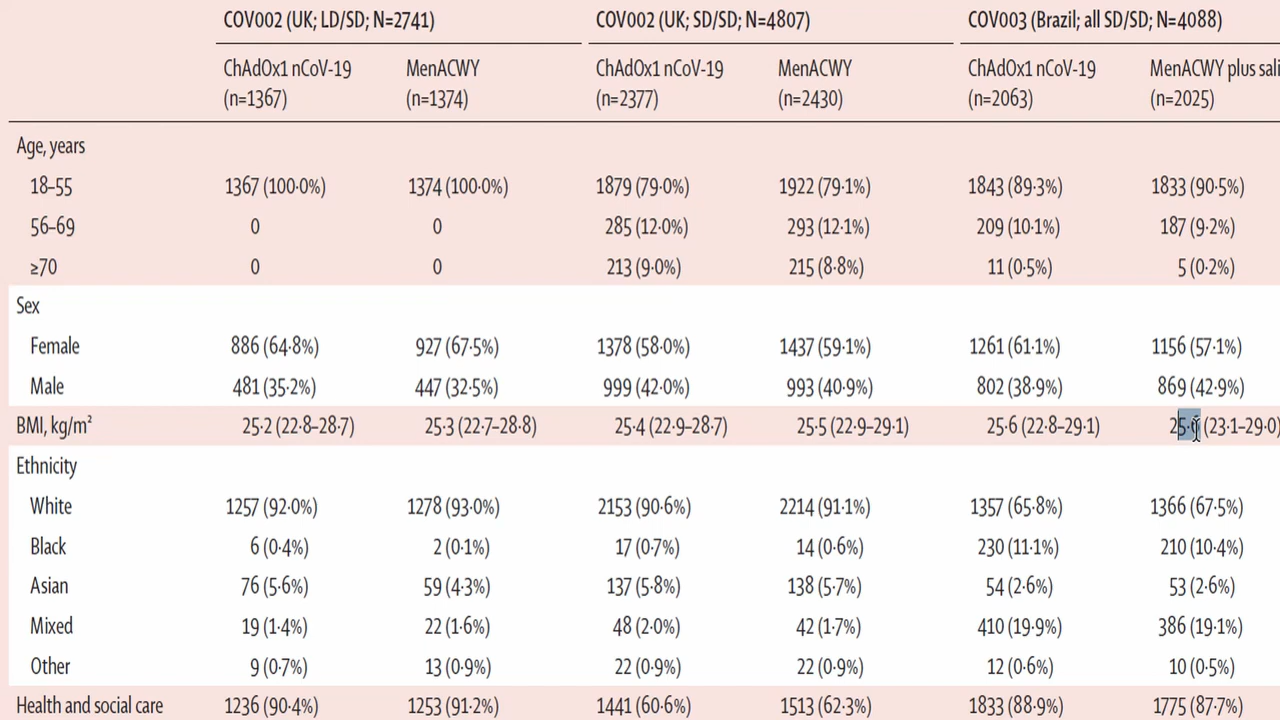 COV002 (UK; LD/SD; N=2741) COV002 (UK; SD/SD; N=4807) COV003 (Brazil; all SD/SD; N=4088)
ChAdOx1 nCoV-19 MenACWY ChAdOx1 nCoV-19 MenACWY ChAdOx1 nCoV-19 MenACWY plus
(n=1367) (n=1374) (n=2377) (n=2430) (n=2063) (n=2025)
Age, years
18–55 1367 (100·0%) 1374 (100·0%) 1879 (79·0%) 1922 (79·1%) 1843 (89·3%) 1833 (90·5%)
56–69 0 0 285 (12·0%) 293 (12·1%) 209 (10·1%) 187 (9·2%)
≥70 0 0 213 (9·0%) 215 (8·8%) 11 (0·5%) 5 (0·2%)
Sex
Female 886 (64·8%) 927 (67·5%) 1378 (58·0%) 1437 (59·1%) 1261 (61·1%) 1156 (57·1%)
Male 481 (35·2%) 447 (32·5%) 999 (42·0%) 993 (40·9%) 802 (38·9%) 869 (42·9%)
BMI, kg/m² 25·2 (22·8–28·7) 25·3 (22·7–28·8) 25·4 (22·9–28·7) 25·5 (22·9–29·1) 25·6 (22·8–29·1) (23·1–29·0)
Ethnicity
White 1257 (92·0%) 1278 (93·0%) 2153 (90·6%) 2214 (91·1%) 1357 (65·8%) 1366 (67·5%)
Black 6 (0·4%) 2 (0·1%) 17 (0·7%) 14 (0·6%) 230 (11·1%) 210 (10·4%)
Asian 76 (5·6%) 59 (4·3%) 137 (5·8%) 138 (5·7%) 54 (2·6%) 53 (2·6%)
Mixed 19 (1·4%) 22 (1·6%) 48 (2·0%) 42 (1·7%) 410 (19·9%) 386 (19·1%)
Other 9 (0·7%) 13 (0·9%) 22 (0·9%) 22 (0·9%) 12 (0·6%) 10 (0·5%)
Health and social care 1236 (90·4%) 1253 (91·2%) 1441 (60·6%) 1513 (62·3%) 1833 (88·9%) 1775 (87·7%)